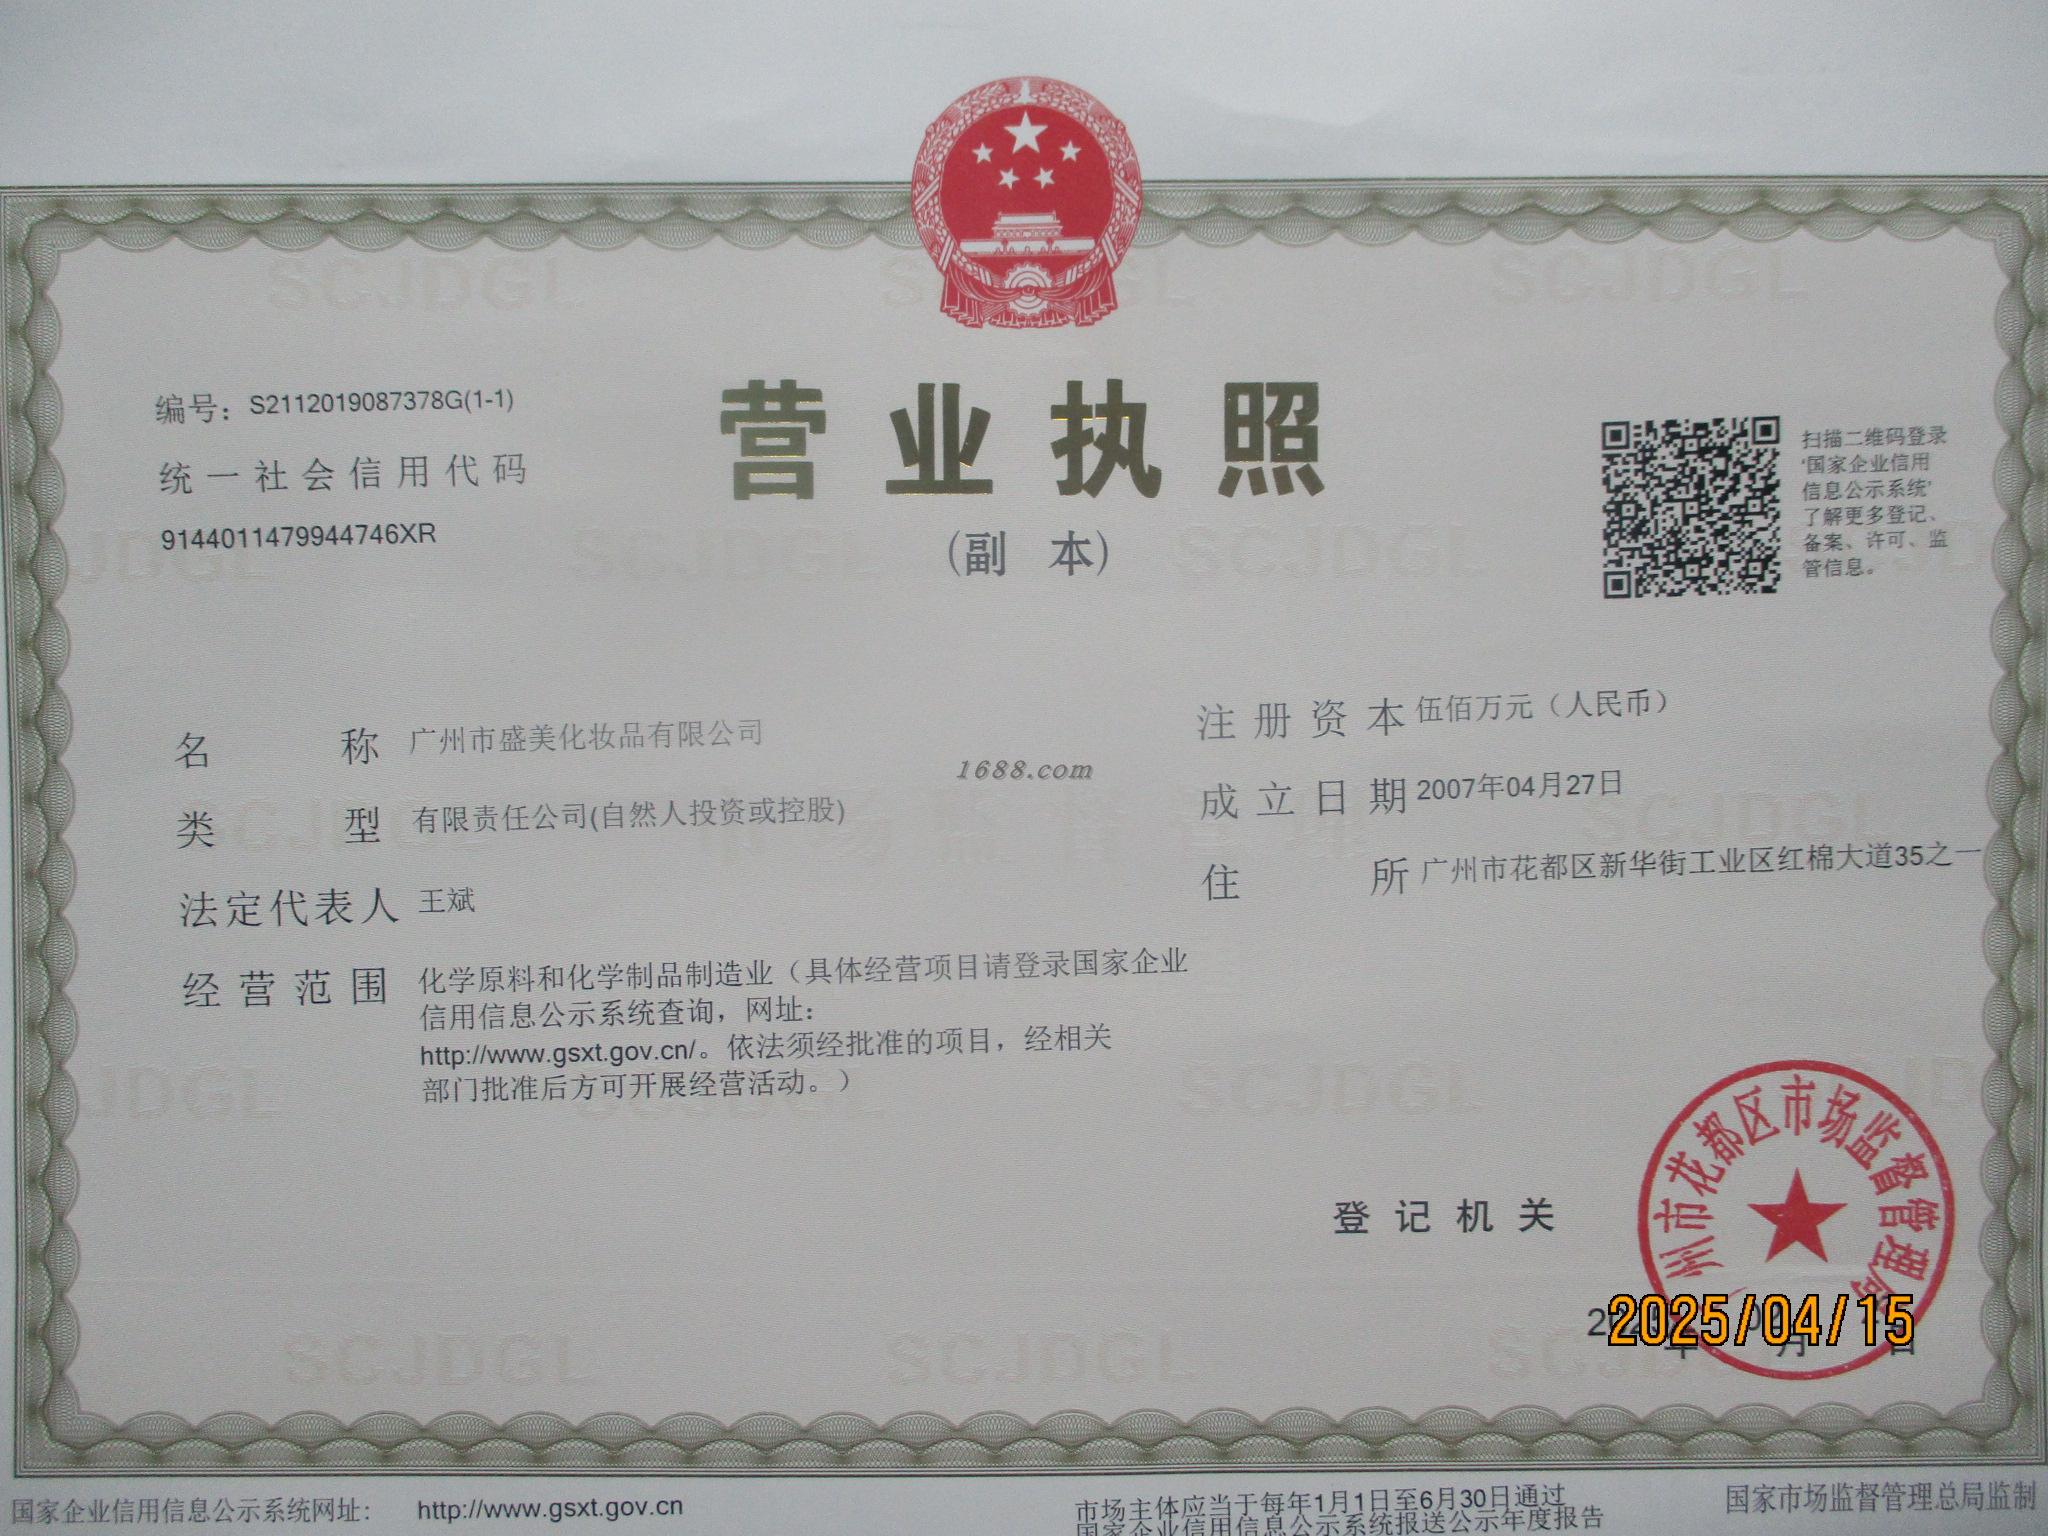 营业执照
(副 本)
编号：S2112019087378G(1-1)
统一社会信用代码
9144011479944746XR
扫描二维码登录
'国家企业信用
信息公示系统'
了解更多登记、
备案、许可、监
管信息。
名 称 广州市盛美化妆品有限公司
类 型 有限责任公司(自然人投资或控股)
法定代表人 王斌
经营范围 化学原料和化学制品制造业（具体经营项目请登录国家企业
信用信息公示系统查询，网址：
http://www.gsxt.gov.cn/。依法须经批准的项目，经相关
部门批准后方可开展经营活动。）
1688.com
注册资本 伍佰万元（人民币）
成立日期 2007年04月27日
住 所 广州市花都区新华街工业区红棉大道35之一
登记机关
州市花都区市场监督管理局
年 月 日
2025/04/15
国家企业信用信息公示系统网址： http://www.gsxt.gov.cn
市场主体应当于每年1月1日至6月30日通过
国家企业信用信息公示系统报送公示年度报告
国家市场监督管理总局监制
SCJDGL